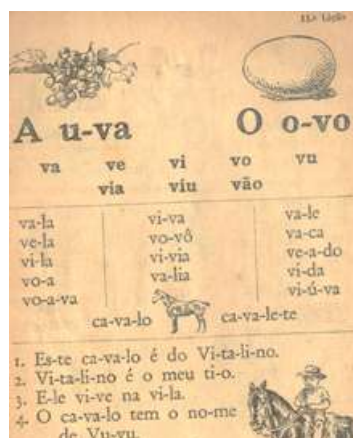 11.a Lição
A u-va O o-vo
va ve vi vo vu
via viu vão
va-la vi-va va-le
ve-la vo-vô va-ca
vi-la vi-via ve-a-do
vo-a va-lia vi-da
vo-a-va vi-ú-va
ca-va-lo ca-va-le-te
1. Es-te ca-va-lo é do Vi-ta-li-no.
2. Vi-ta-li-no é o meu ti-o.
3. E-le vi-ve na vi-la.
4. O ca-va-lo tem o no-me
de Vu-vu.